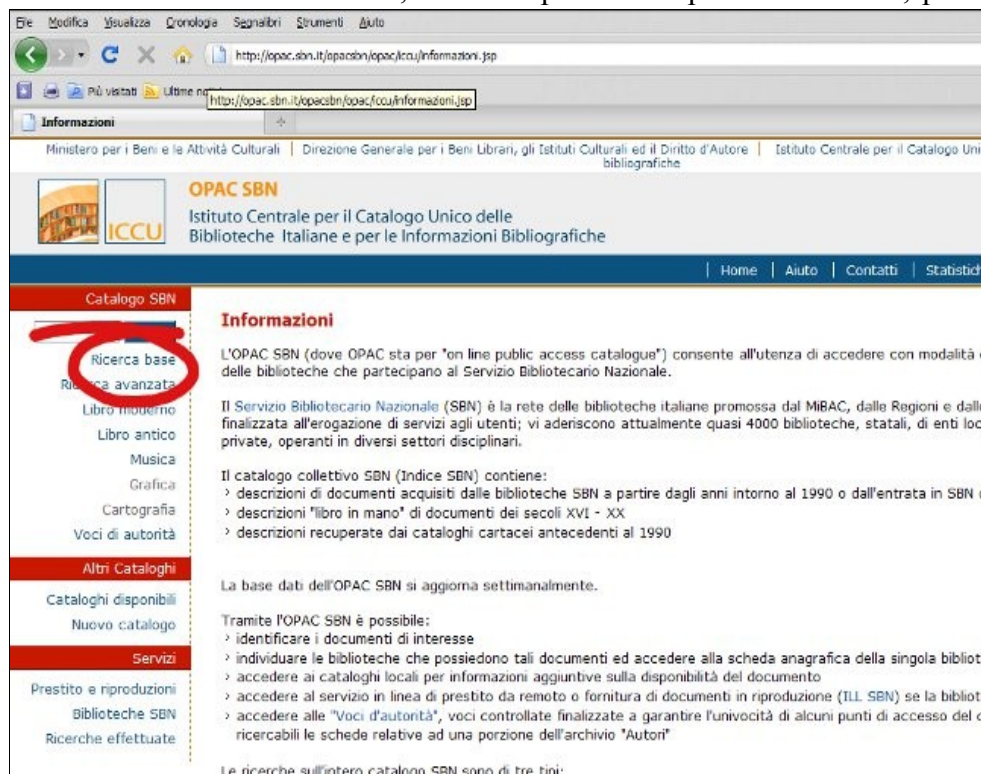 File Modifica Visualizza Cronologia Segnalibri Strumenti Aiuto
http://opac.sbn.it/opacsbn/opac/iccu/informazioni.jsp
Più visitati Ultime
http://opac.sbn.it/opacsbn/opac/iccu/informazioni.jsp
Informazioni
Ministero per i Beni e le Attività Culturali | Direzione Generale per i Beni Librari, gli Istituti Culturali ed il Diritto d'Autore | Istituto Centrale per il Catalogo Uni
bibliografiche
ICCU
OPAC SBN
Istituto Centrale per il Catalogo Unico delle
Biblioteche Italiane e per le Informazioni Bibliografiche
| Home | Aiuto | Contatti | Statistich
Catalogo SBN
Ricerca base
Ricerca avanzata
Libro moderno
Libro antico
Musica
Grafica
Cartografia
Voci di autorità
Altri Cataloghi
Cataloghi disponibili
Nuovo catalogo
Servizi
Prestito e riproduzioni
Biblioteche SBN
Ricerche effettuate
Informazioni
L'OPAC SBN (dove OPAC sta per "on line public access catalogue") consente all'utenza di accedere con modalità
delle biblioteche che partecipano al Servizio Bibliotecario Nazionale.
Il Servizio Bibliotecario Nazionale (SBN) è la rete delle biblioteche italiane promossa dal MiBAC, dalle Regioni e dalle
finalizzata all'erogazione di servizi agli utenti; vi aderiscono attualmente quasi 4000 biblioteche, statali, di enti loc
private, operanti in diversi settori disciplinari.
Il catalogo collettivo SBN (Indice SBN) contiene:
› descrizioni di documenti acquisiti dalle biblioteche SBN a partire dagli anni intorno al 1990 o dall'entrata in SBN
› descrizioni "libro in mano" di documenti dei secoli XVI - XX
› descrizioni recuperate dai cataloghi cartacei antecedenti al 1990
La base dati dell'OPAC SBN si aggiorna settimanalmente.
Tramite l'OPAC SBN è possibile:
› identificare i documenti di interesse
› individuare le biblioteche che possiedono tali documenti ed accedere alla scheda anagrafica della singola bibliot
› accedere ai cataloghi locali per informazioni aggiuntive sulla disponibilità del documento
› accedere al servizio in linea di prestito da remoto o fornitura di documenti in riproduzione (ILL SBN) se la bibliot
› accedere alle "Voci d'autorità", voci controllate finalizzate a garantire l'univocità di alcuni punti di accesso del
ricercabili le schede relative ad una porzione dell'archivio "Autori"
Le ricerche sull'intero catalogo SBN sono di tre tipi: